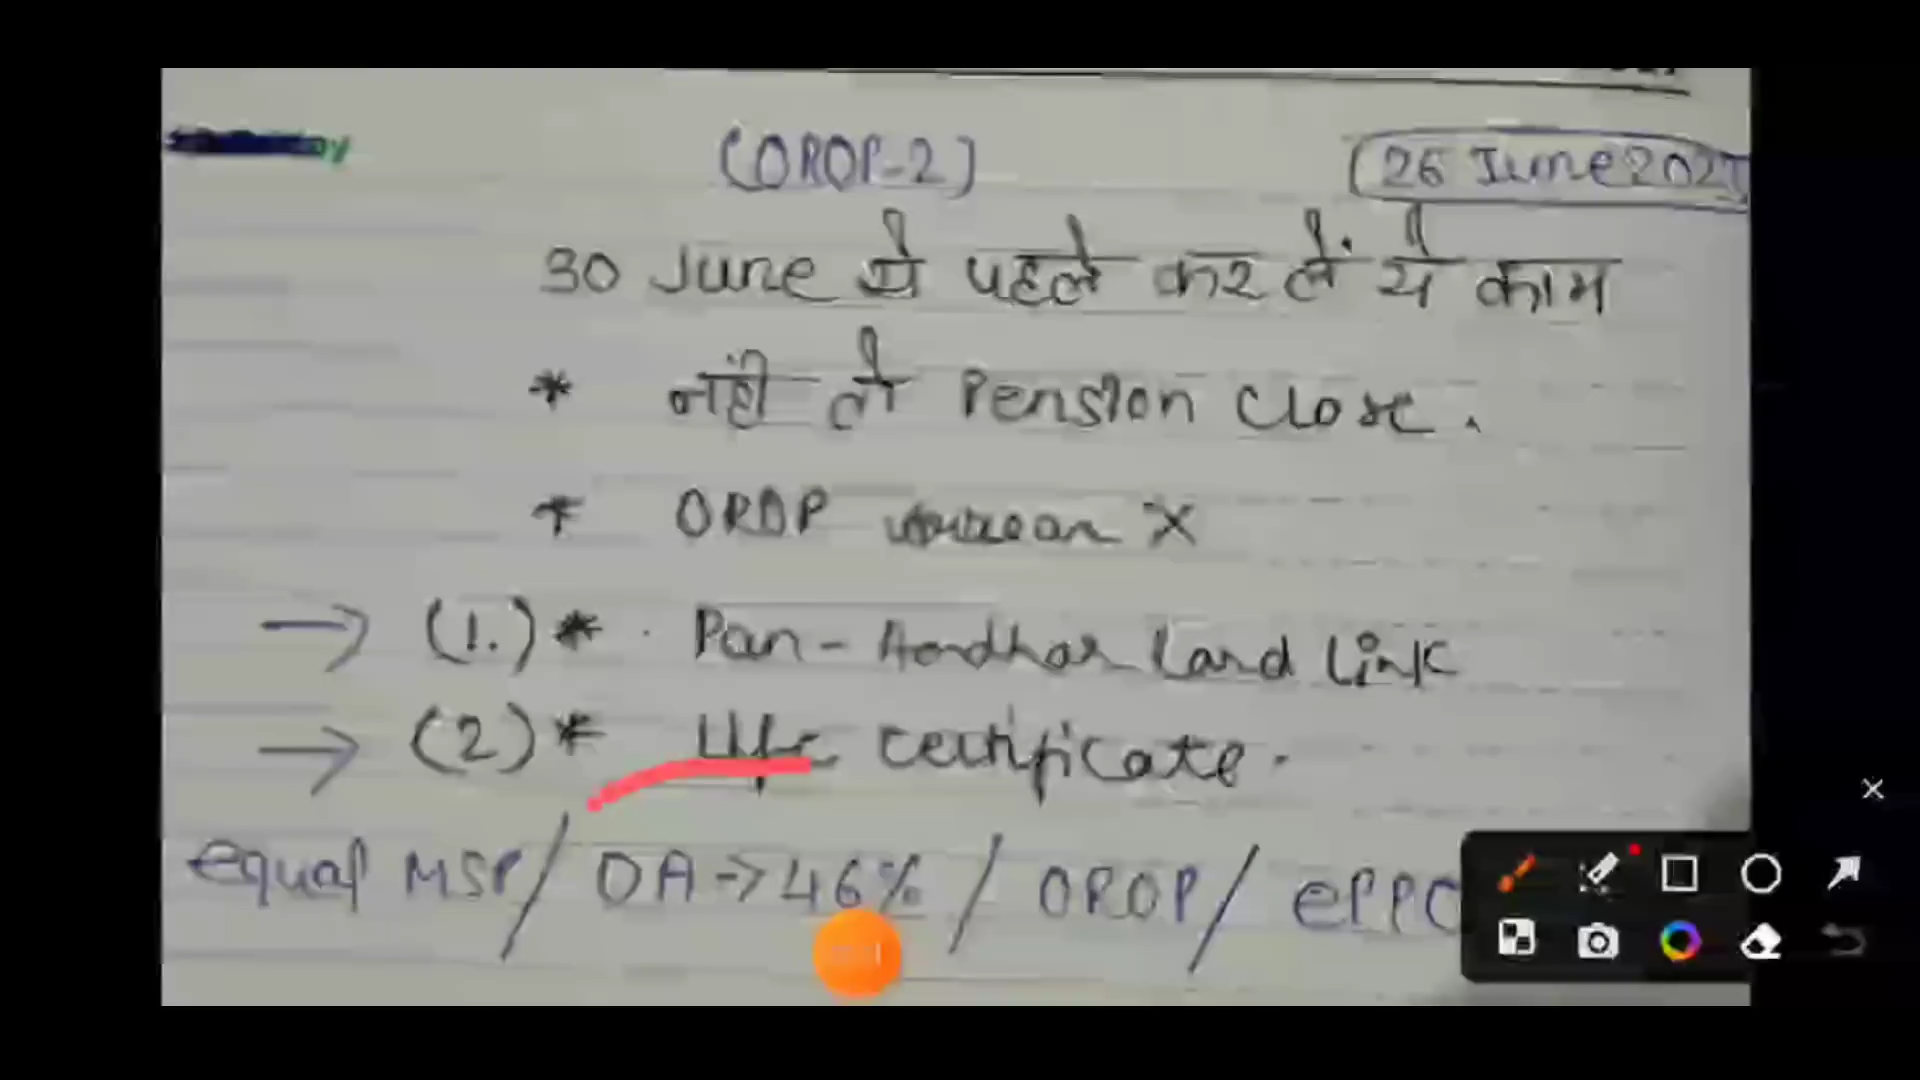 (OROP-2)
26 June 202
30 June से पहले कर लें ये काम
* नहीं तो Pension close.
* OROP X
→ (1.) * Pan-Aadhar Card Link
→ (2) * Life certificate.
equal MSP / DA → 46% / OROP / ePPO